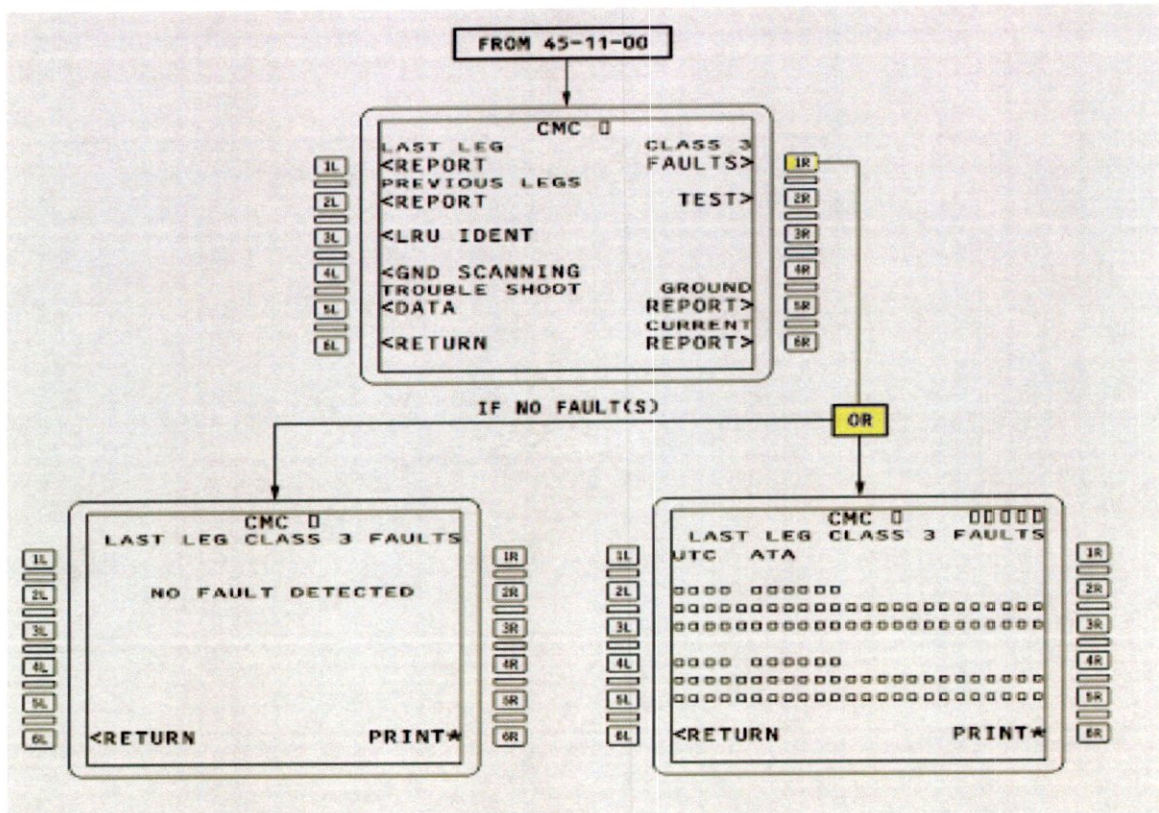 FROM 45-11-00
CMC ▯
LAST LEG CLASS 3
1L <REPORT FAULTS> 1R
PREVIOUS LEGS
2L <REPORT TEST> 2R
3L <LRU IDENT 3R
4L <GND SCANNING 4R
TROUBLE SHOOT GROUND
5L <DATA REPORT> 5R
CURRENT
6L <RETURN REPORT> 6R
IF NO FAULT(S)
OR
CMC ▯
LAST LEG CLASS 3 FAULTS
1L 1R
2L NO FAULT DETECTED 2R
3L 3R
4L 4R
5L 5R
6L <RETURN PRINT* 6R
CMC ▯ ▯▯▯▯▯
LAST LEG CLASS 3 FAULTS
1L UTC ATA 1R
2L ▯▯▯▯ ▯▯▯▯▯▯ 2R
▯▯▯▯▯▯▯▯▯▯▯▯▯▯▯▯▯▯▯▯▯▯▯▯
3L ▯▯▯▯▯▯▯▯▯▯▯▯▯▯▯▯▯▯▯▯▯▯▯▯ 3R
4L ▯▯▯▯ ▯▯▯▯▯▯ 4R
▯▯▯▯▯▯▯▯▯▯▯▯▯▯▯▯▯▯▯▯▯▯▯▯
5L ▯▯▯▯▯▯▯▯▯▯▯▯▯▯▯▯▯▯▯▯▯▯▯▯ 5R
6L <RETURN PRINT* 6R